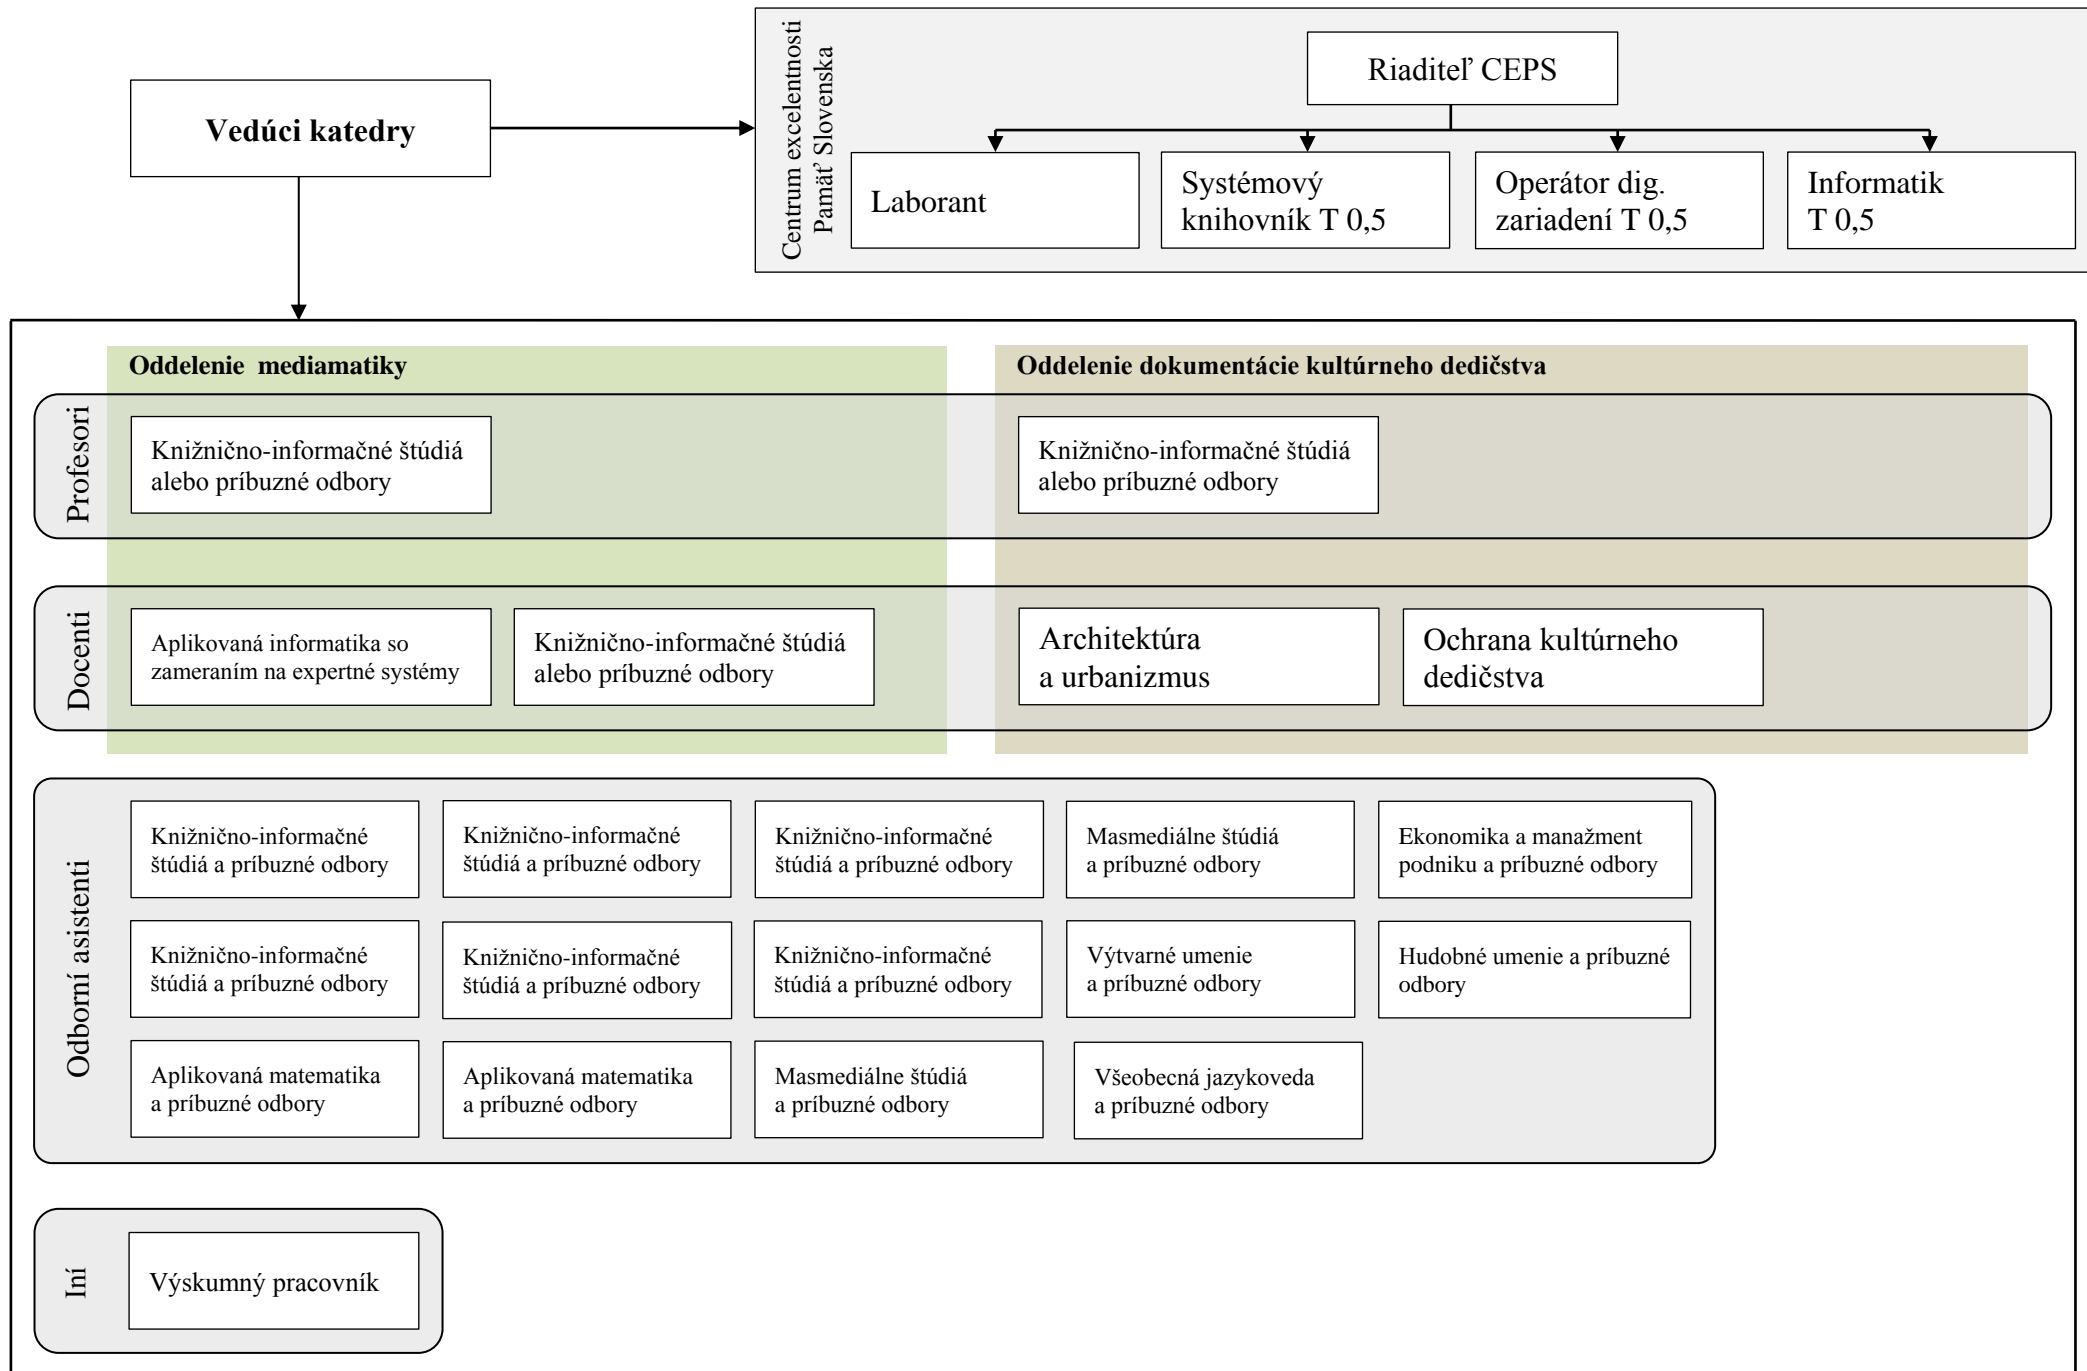 Vedúci katedry
Centrum excelentnosti
Pamäť Slovenska
Riaditeľ CEPS
Laborant
Systémový
knihovník T 0,5
Operátor dig.
zariadení T 0,5
Informatik
T 0,5
Oddelenie  mediamatiky
Oddelenie dokumentácie kultúrneho dedičstva
Profesori
Knižnično-informačné štúdiá
alebo príbuzné odbory
Knižnično-informačné štúdiá
alebo príbuzné odbory
Docenti
Aplikovaná informatika so
zameraním na expertné systémy
Knižnično-informačné štúdiá
alebo príbuzné odbory
Architektúra
a urbanizmus
Ochrana kultúrneho
dedičstva
Odborní asistenti
Knižnično-informačné
štúdiá a príbuzné odbory
Knižnično-informačné
štúdiá a príbuzné odbory
Knižnično-informačné
štúdiá a príbuzné odbory
Masmediálne štúdiá
a príbuzné odbory
Ekonomika a manažment
podniku a príbuzné odbory
Knižnično-informačné
štúdiá a príbuzné odbory
Knižnično-informačné
štúdiá a príbuzné odbory
Knižnično-informačné
štúdiá a príbuzné odbory
Výtvarné umenie
a príbuzné odbory
Hudobné umenie a príbuzné
odbory
Aplikovaná matematika
a príbuzné odbory
Aplikovaná matematika
a príbuzné odbory
Masmediálne štúdiá
a príbuzné odbory
Všeobecná jazykoveda
a príbuzné odbory
Iní
Výskumný pracovník